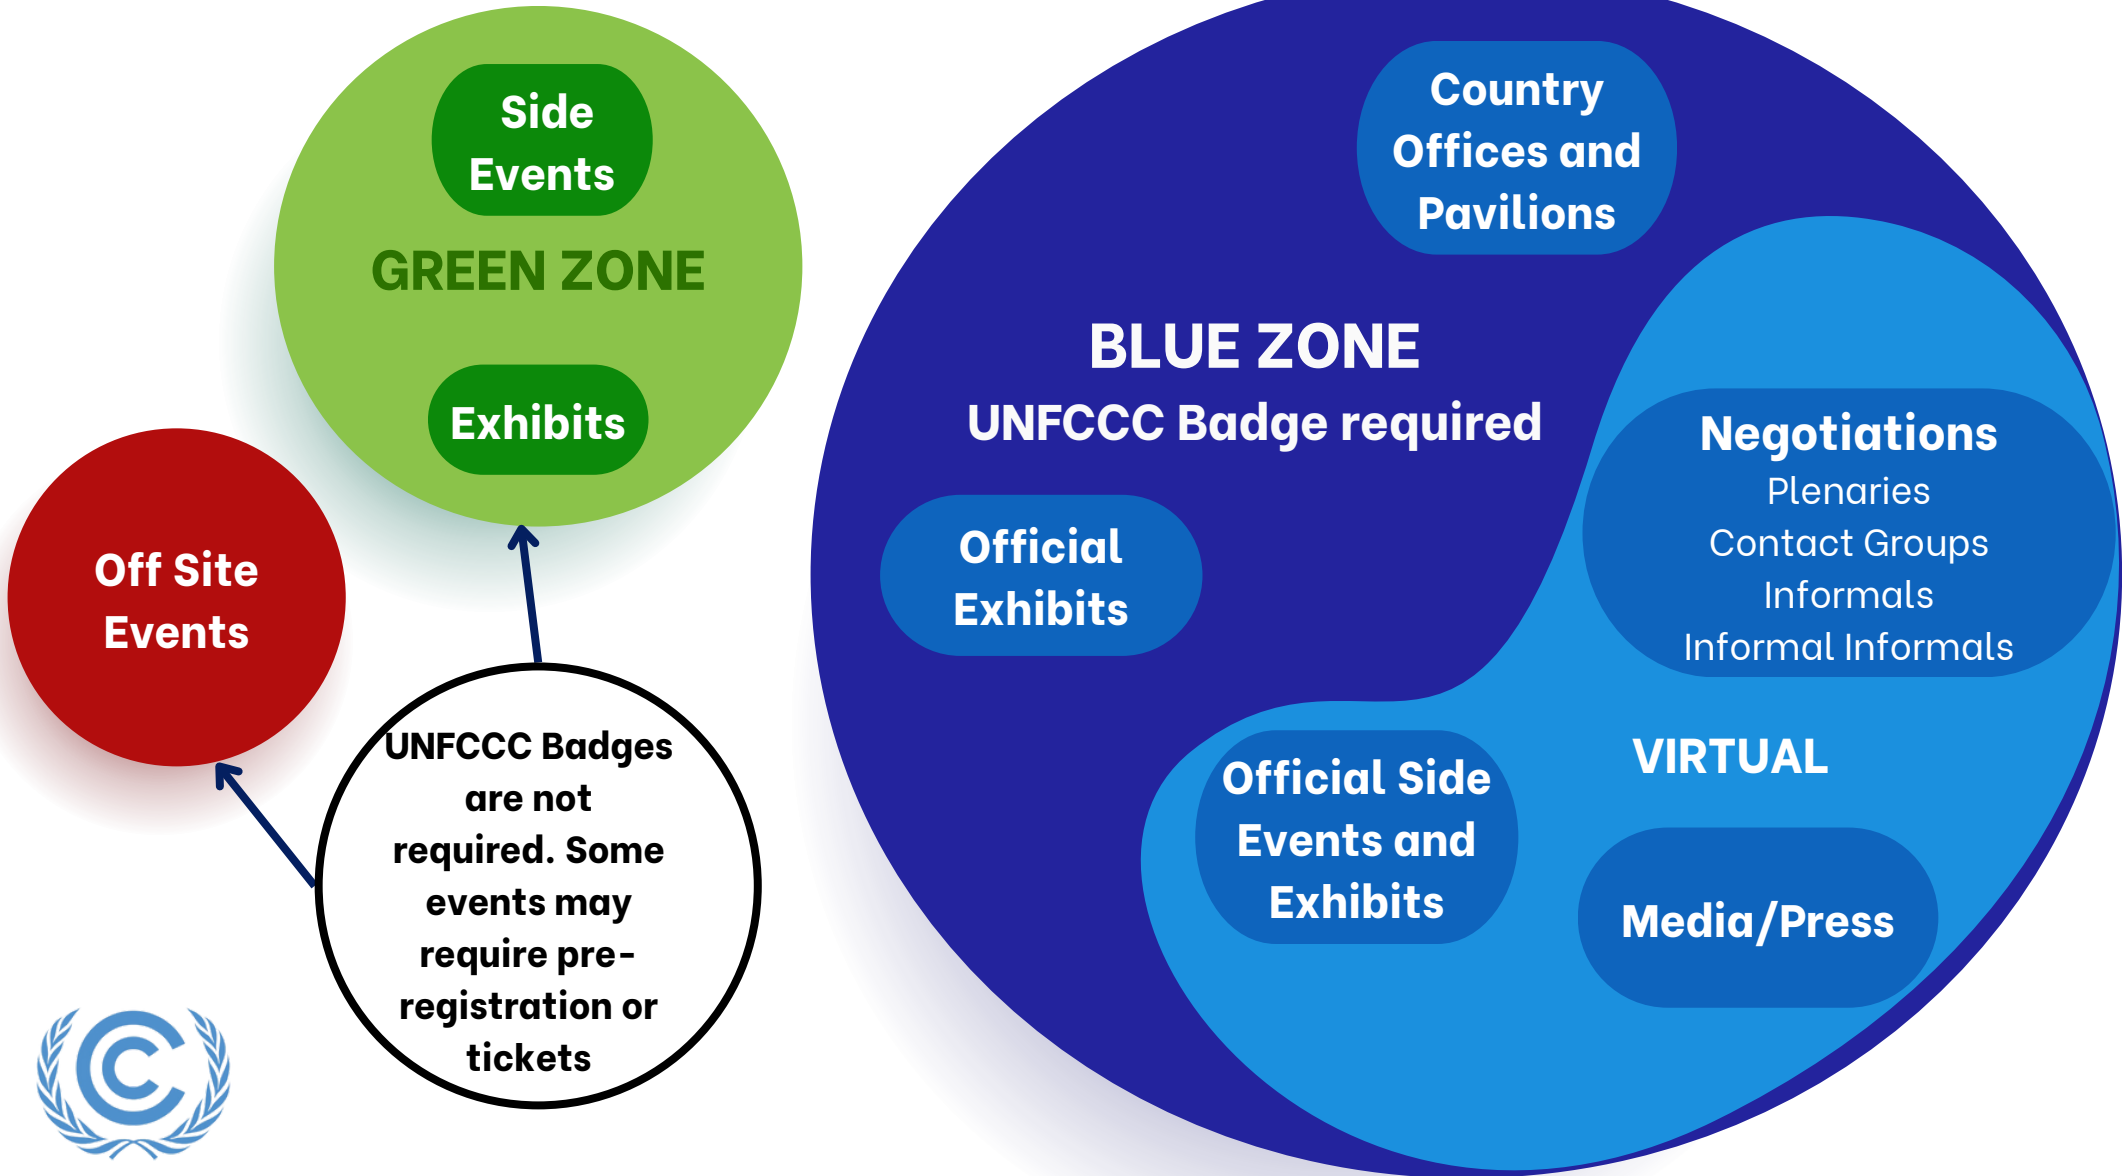 Side
Events
GREEN ZONE
Exhibits
Off Site
Events
UNFCCC Badges
are not
required. Some
events may
require pre-
registration or
tickets
Country
Offices and
Pavilions
BLUE ZONE
UNFCCC Badge required
Official
Exhibits
Negotiations
Plenaries
Contact Groups
Informals
Informal Informals
VIRTUAL
Official Side
Events and
Exhibits
Media/Press